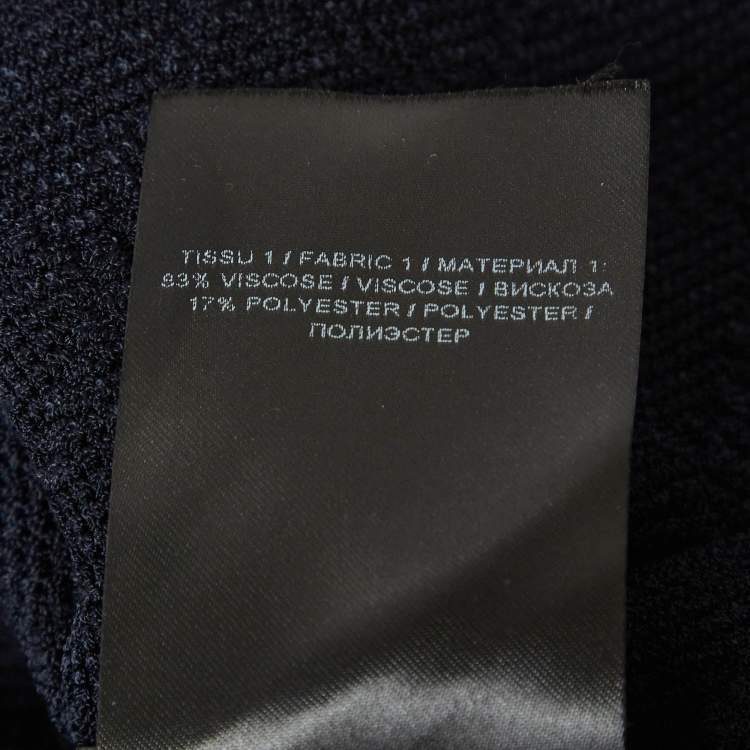 TISSU 1 / FABRIC 1 / МАТЕРИАЛ 1:
83% VISCOSE / VISCOSE / ВИСКОЗА
17% POLYESTER / POLYESTER /
ПОЛИЭСТЕР